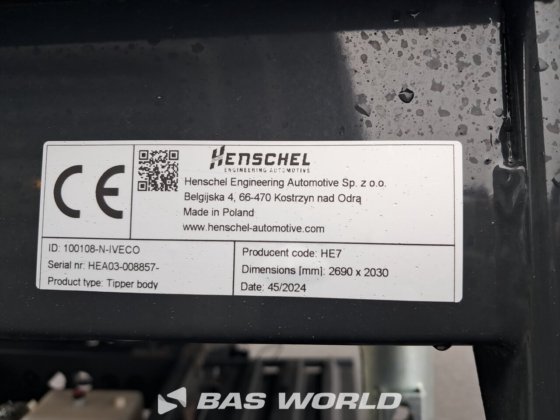 HENSCHEL
ENGINEERING AUTOMOTIVE
Henschel Engineering Automotive Sp. z o.o.
Belgijska 4, 66-470 Kostrzyn nad Odrą
Made in Poland
www.henschel-automotive.com
CE
ID: 100108-N-IVECO
Serial nr: HEA03-008857-
Product type: Tipper body
Producent code: HE7
Dimensions [mm]: 2690 x 2030
Date: 45/2024
BAS WORLD